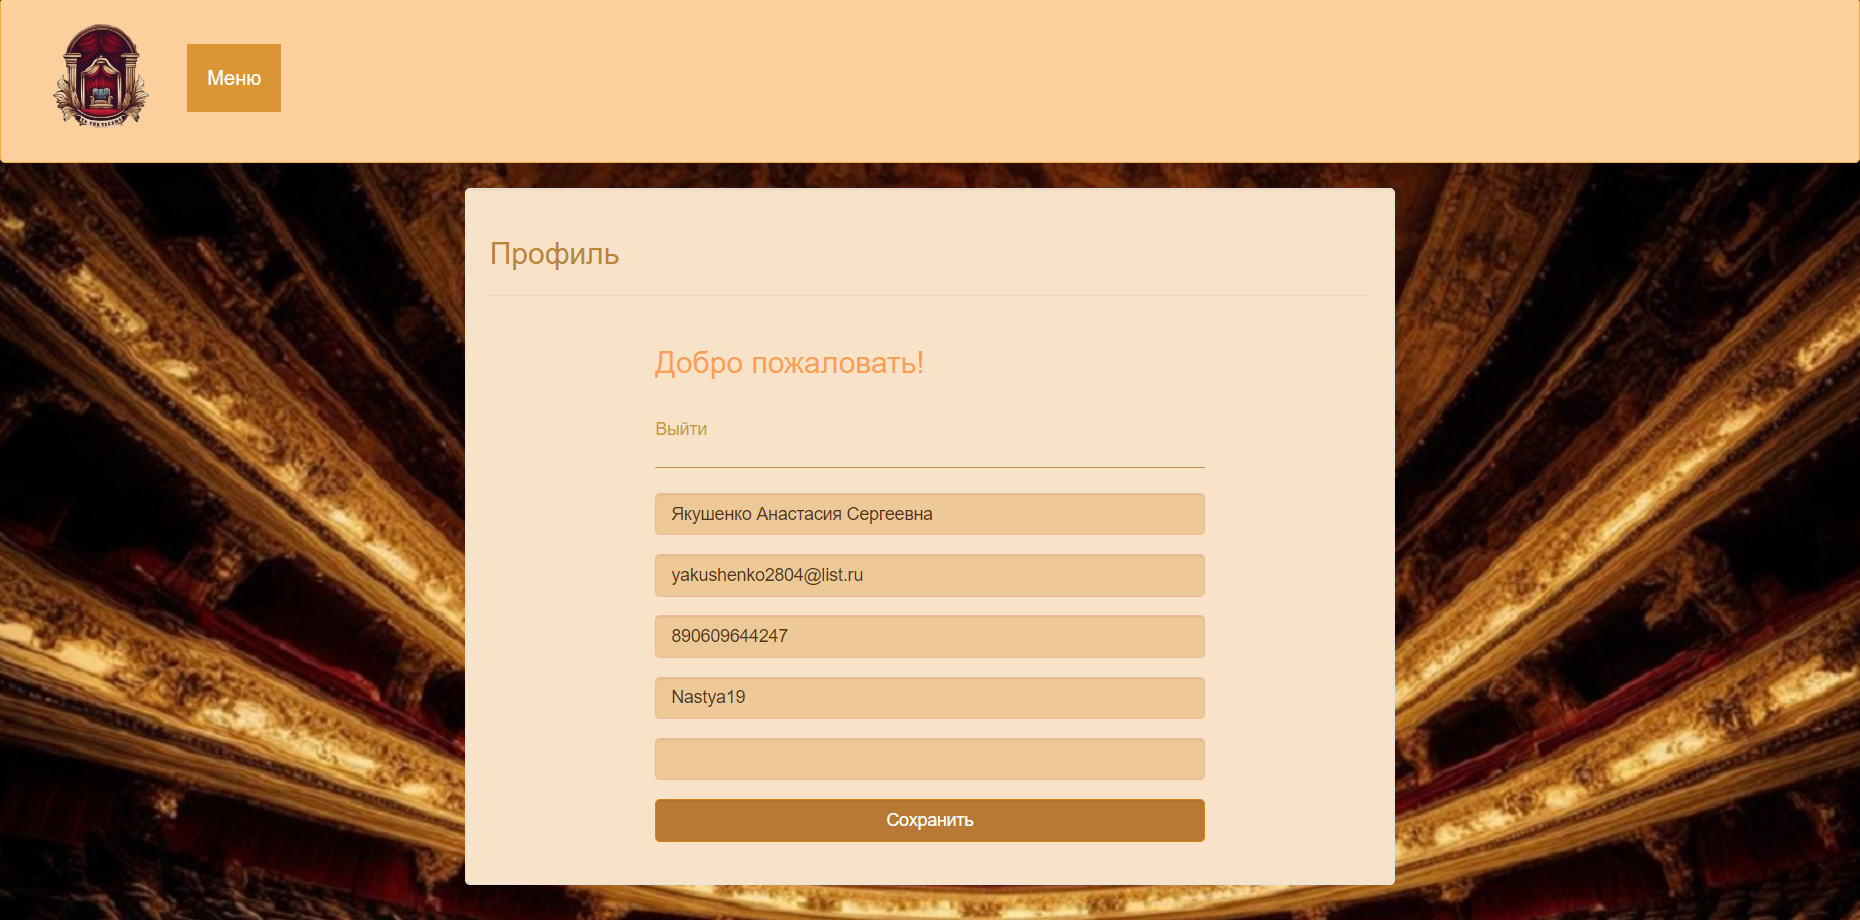 Меню
Профиль
Добро пожаловать!
Выйти
Якушенко Анастасия Сергеевна
yakushenko2804@list.ru
890609644247
Nastya19
Сохранить